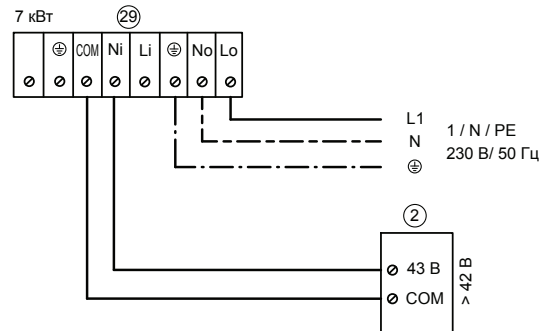 7 кВт 29
COM Ni Li No Lo
L1
N
1 / N / PE
230 В/ 50 Гц
2
43 В
COM
> 42 В